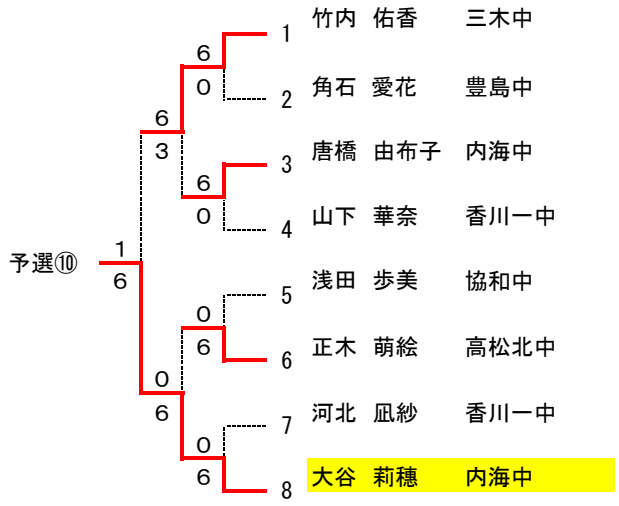 1 竹内 佑香 三木中
6
0
2 角石 愛花 豊島中
6
3
3 唐橋 由布子 内海中
6
0
4 山下 華奈 香川一中
予選⑩
1
6
5 浅田 歩美 協和中
0
6
6 正木 萌絵 高松北中
0
6
7 河北 凪紗 香川一中
0
6
8 大谷 莉穗 内海中